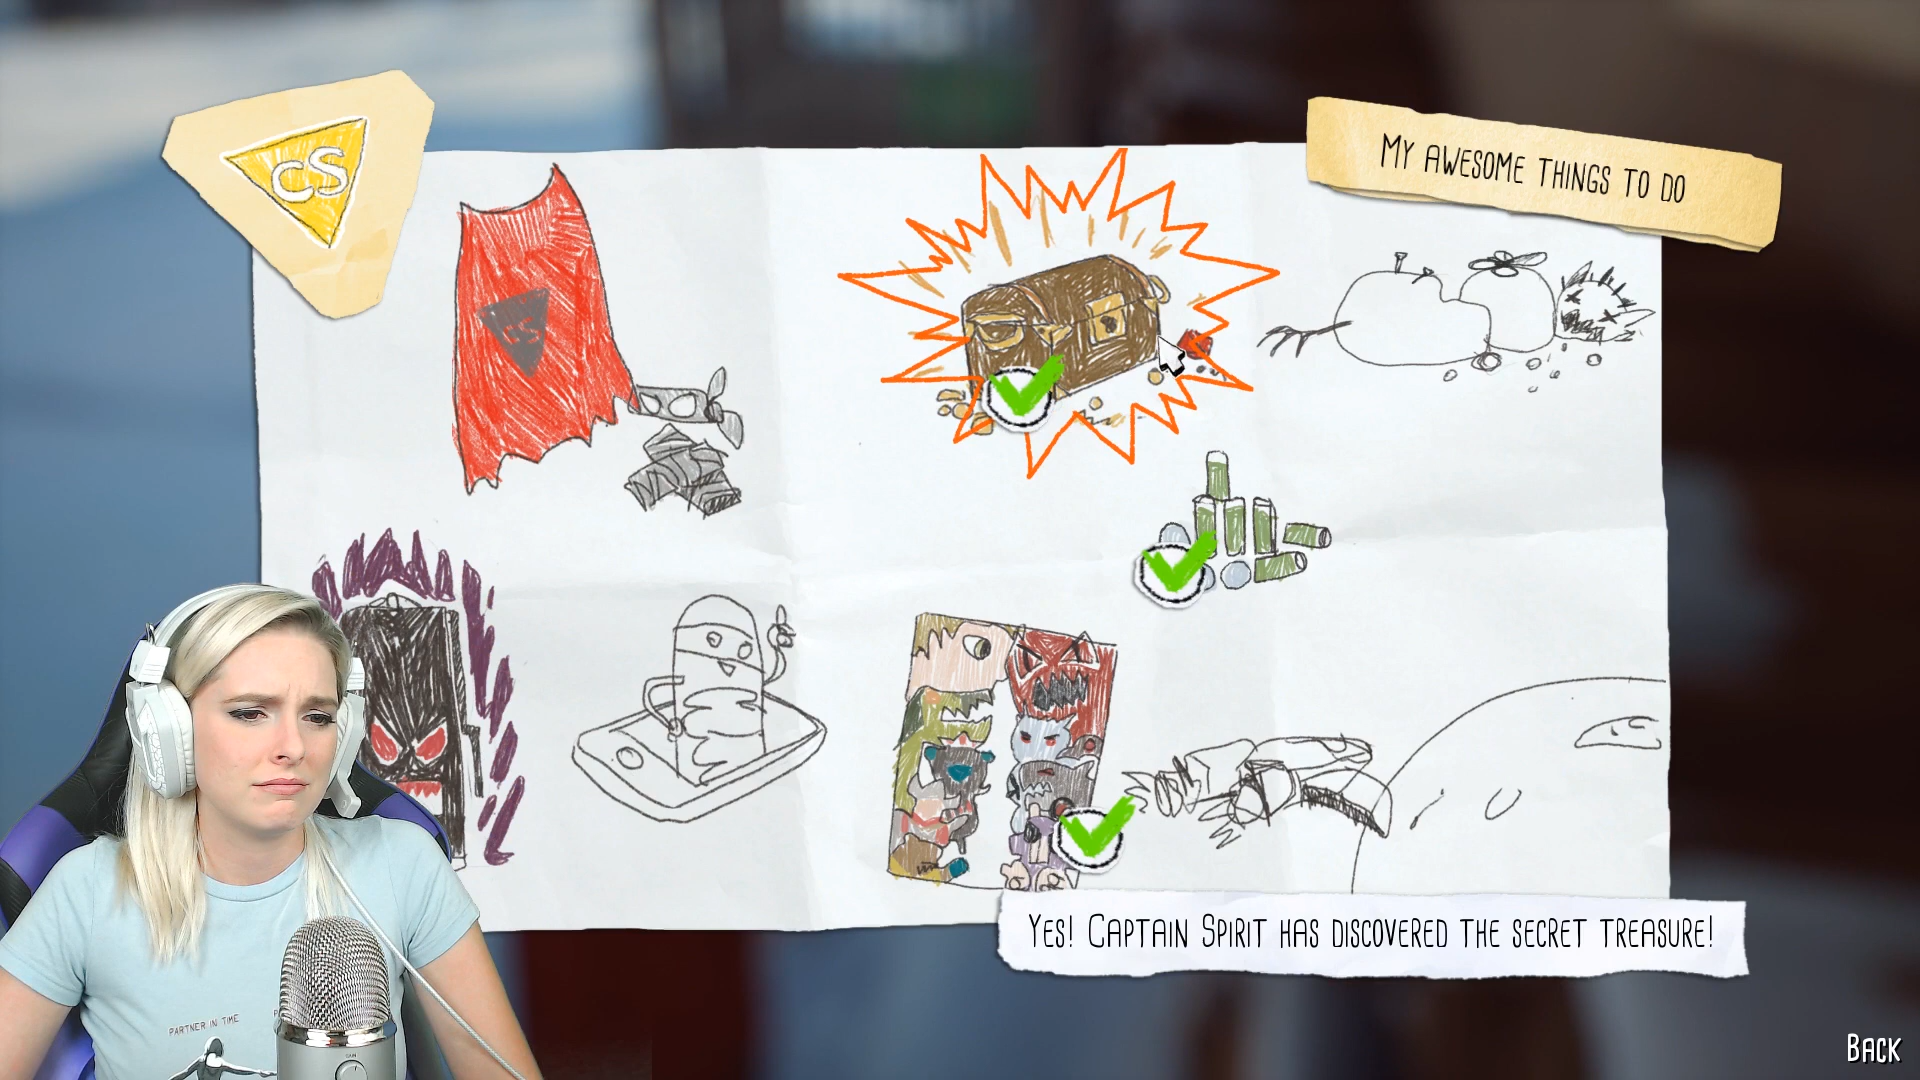 CS
MY AWESOME THINGS TO DO
CS
YES! CAPTAIN SPIRIT HAS DISCOVERED THE SECRET TREASURE!
PARTNER IN TIME
BACK